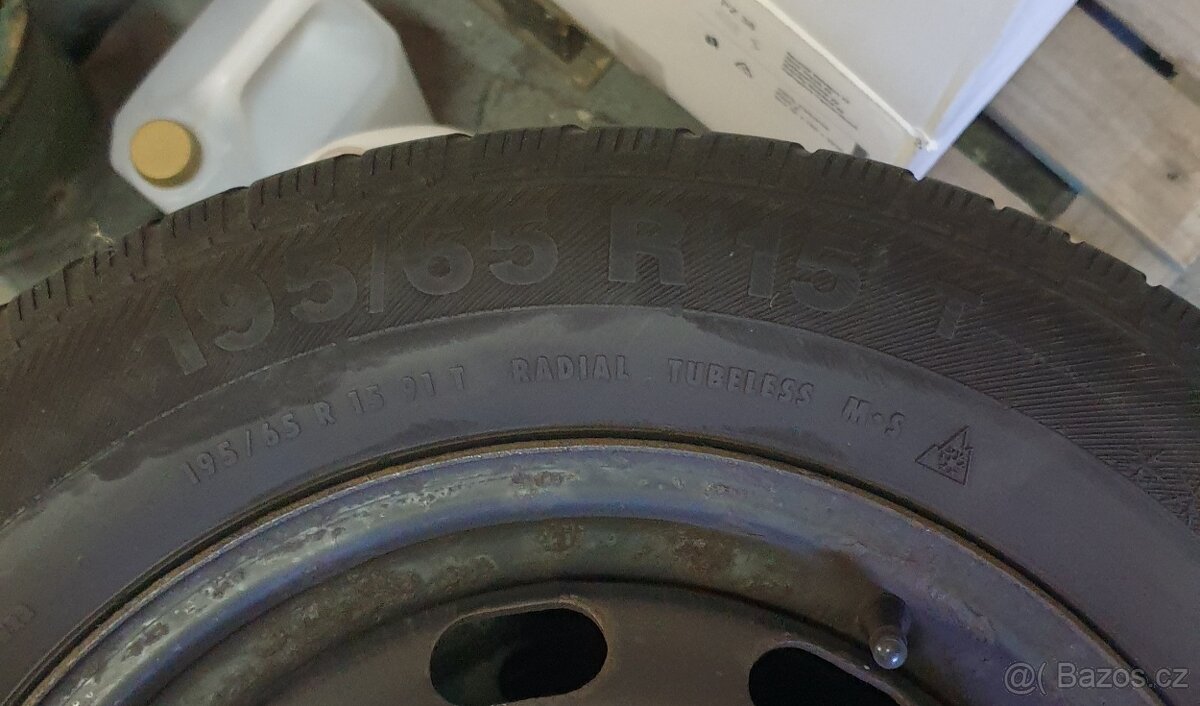 195/65 R 15 T
195/65 R 15 91 T RADIAL TUBELESS M•S
@( Bazos.cz